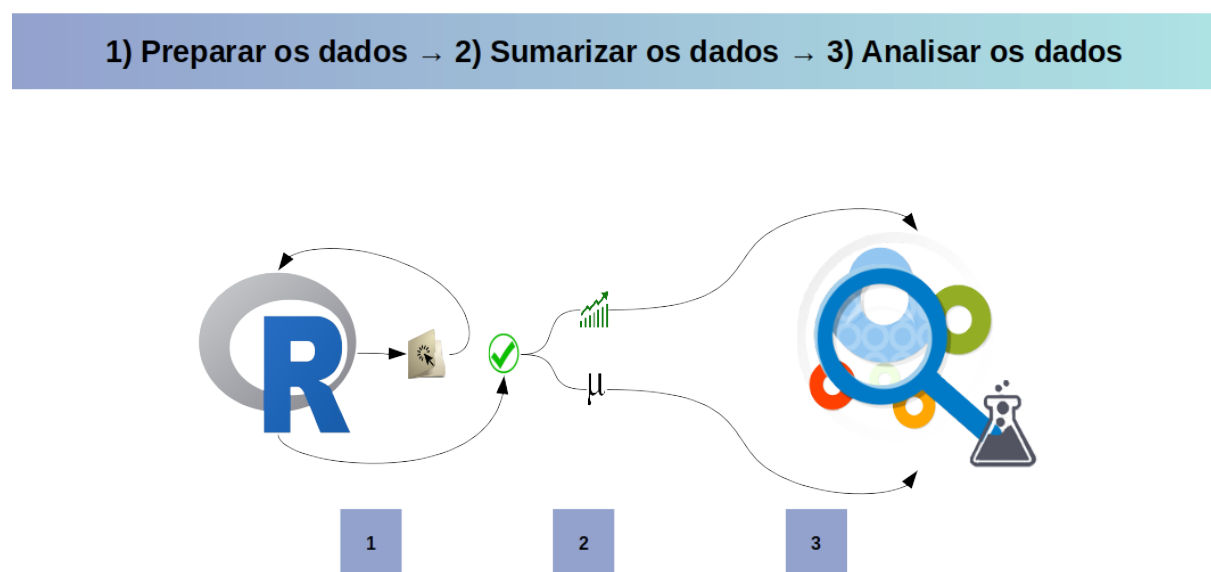 1) Preparar os dados → 2) Sumarizar os dados → 3) Analisar os dados
R
μ
1
2
3